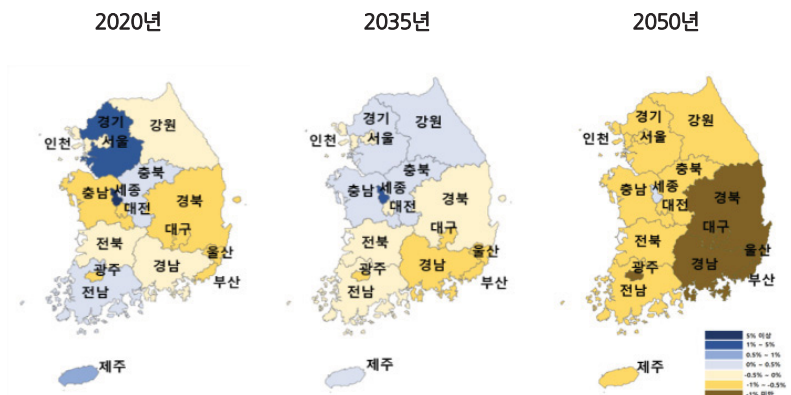 2020년
2035년
2050년
경기
강원
인천
서울
충북
충남
세종
대전
경북
대구
전북
울산
광주
경남
부산
전남
제주
경기
강원
인천
서울
충북
충남
세종
대전
경북
대구
전북
울산
광주
경남
부산
전남
제주
경기
강원
인천
서울
충북
충남
세종
대전
경북
대구
전북
울산
광주
경남
부산
전남
제주
5% 이상
1% ~ 5%
0.5% ~ 1%
0% ~ 0.5%
-0.5% ~ 0%
-1% ~ -0.5%
-1% 미만